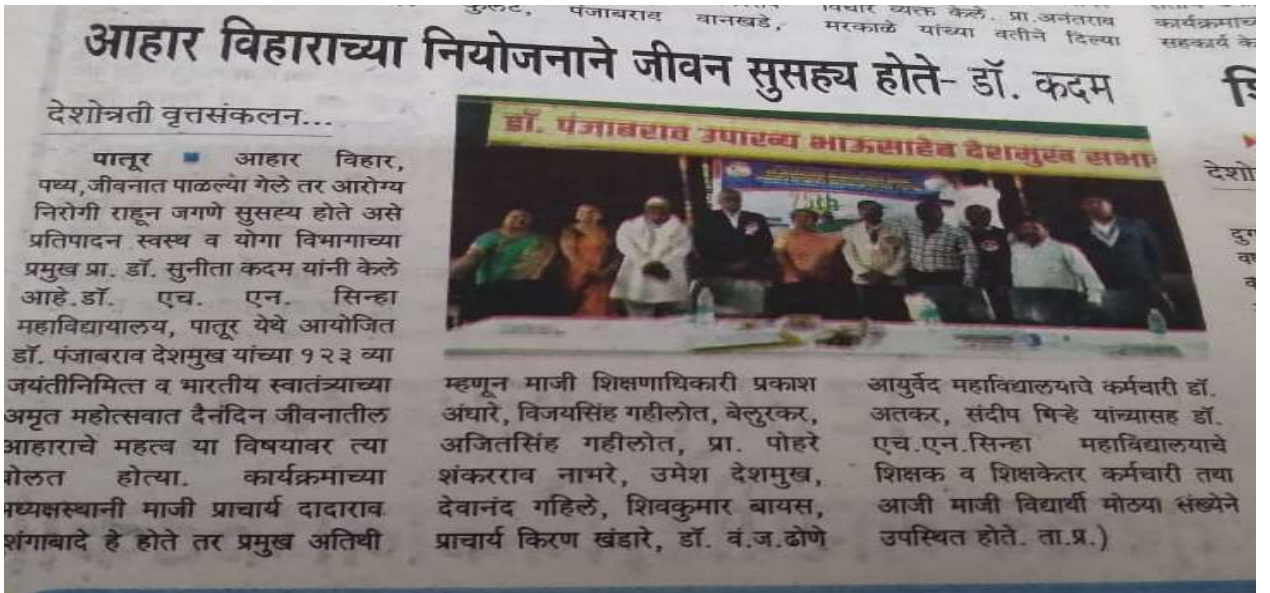 पंजाबराव वानखडे,
विचार व्यक्त केले. प्रा.अनंतराव
मरकाळे यांच्या वतीने दिल्या
सहकार्य के
आहार विहाराच्या नियोजनाने जीवन सुसह्य होते- डॉ. कदम
देशोन्नती वृत्तसंकलन...
पातूर ■ आहार विहार,
पथ्य,जीवनात पाळल्या गेले तर आरोग्य
निरोगी राहून जगणे सुसह्य होते असे
प्रतिपादन स्वस्थ व योगा विभागाच्या
प्रमुख प्रा. डॉ. सुनीता कदम यांनी केले
आहे.डॉ. एच. एन. सिन्हा
महाविद्यायालय, पातूर येथे आयोजित
डॉ. पंजाबराव देशमुख यांच्या १२३ व्या
जयंतीनिमित्त व भारतीय स्वातंत्र्याच्या
अमृत महोत्सवात दैनंदिन जीवनातील
आहाराचे महत्व या विषयावर त्या
बोलत होत्या. कार्यक्रमाच्या
अध्यक्षस्थानी माजी प्राचार्य दादाराव
शंगाबादे हे होते तर प्रमुख अतिथी
डॉ. पंजाबराव उपाख्य भाऊसाहेब देशमुख सभा
म्हणून माजी शिक्षणाधिकारी प्रकाश
अंधारे, विजयसिंह गहीलोत, बेलुरकर,
अजितसिंह गहीलोत, प्रा. पोहरे
शंकरराव नाभरे, उमेश देशमुख,
देवानंद गहिले, शिवकुमार बायस,
प्राचार्य किरण खंडारे, डॉ. वं.ज.ढोणे
आयुर्वेद महाविद्यालयाचे कर्मचारी डॉ.
अतकर, संदीप भिऱ्हे यांच्यासह डॉ.
एच.एन.सिन्हा महाविद्यालयाचे
शिक्षक व शिक्षकेतर कर्मचारी तथा
आजी माजी विद्यार्थी मोठया संख्येने
उपस्थित होते. ता.प्र.)